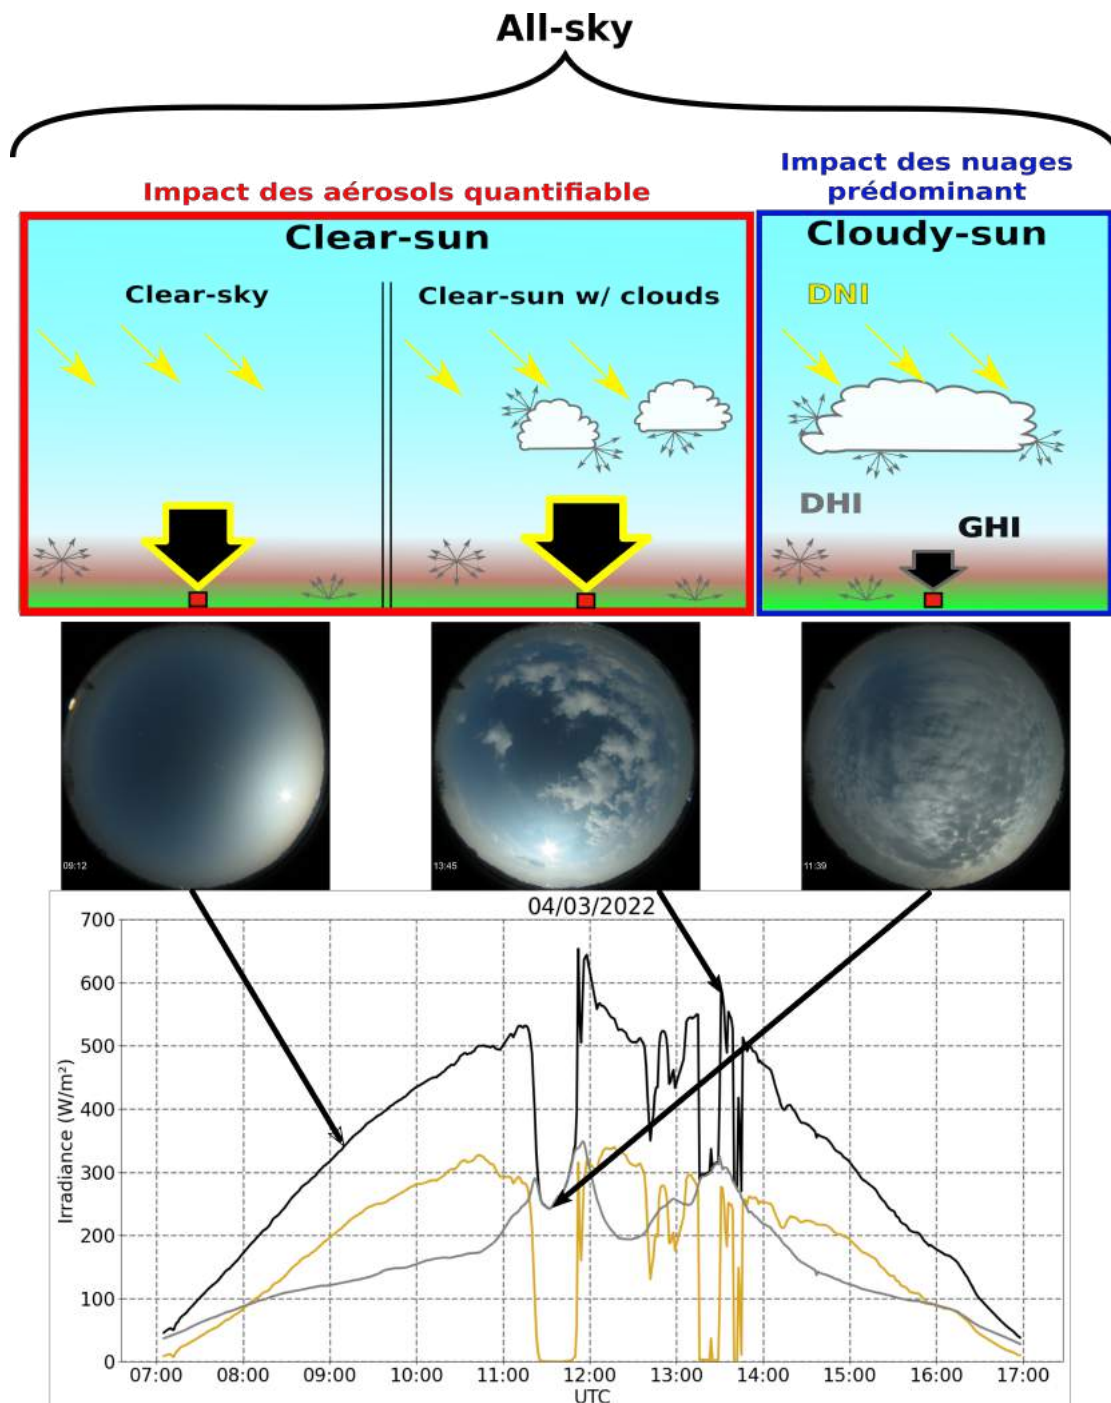 All-sky
Impact des aérosols quantifiable
Impact des nuages
prédominant
Clear-sun
Clear-sky
Clear-sun w/ clouds
Cloudy-sun
DNI
DHI
GHI
09:12
13:45
11:39
04/03/2022
Irradiance (W/m²)
700
600
500
400
300
200
100
0
07:00 08:00 09:00 10:00 11:00 12:00 13:00 14:00 15:00 16:00 17:00
UTC